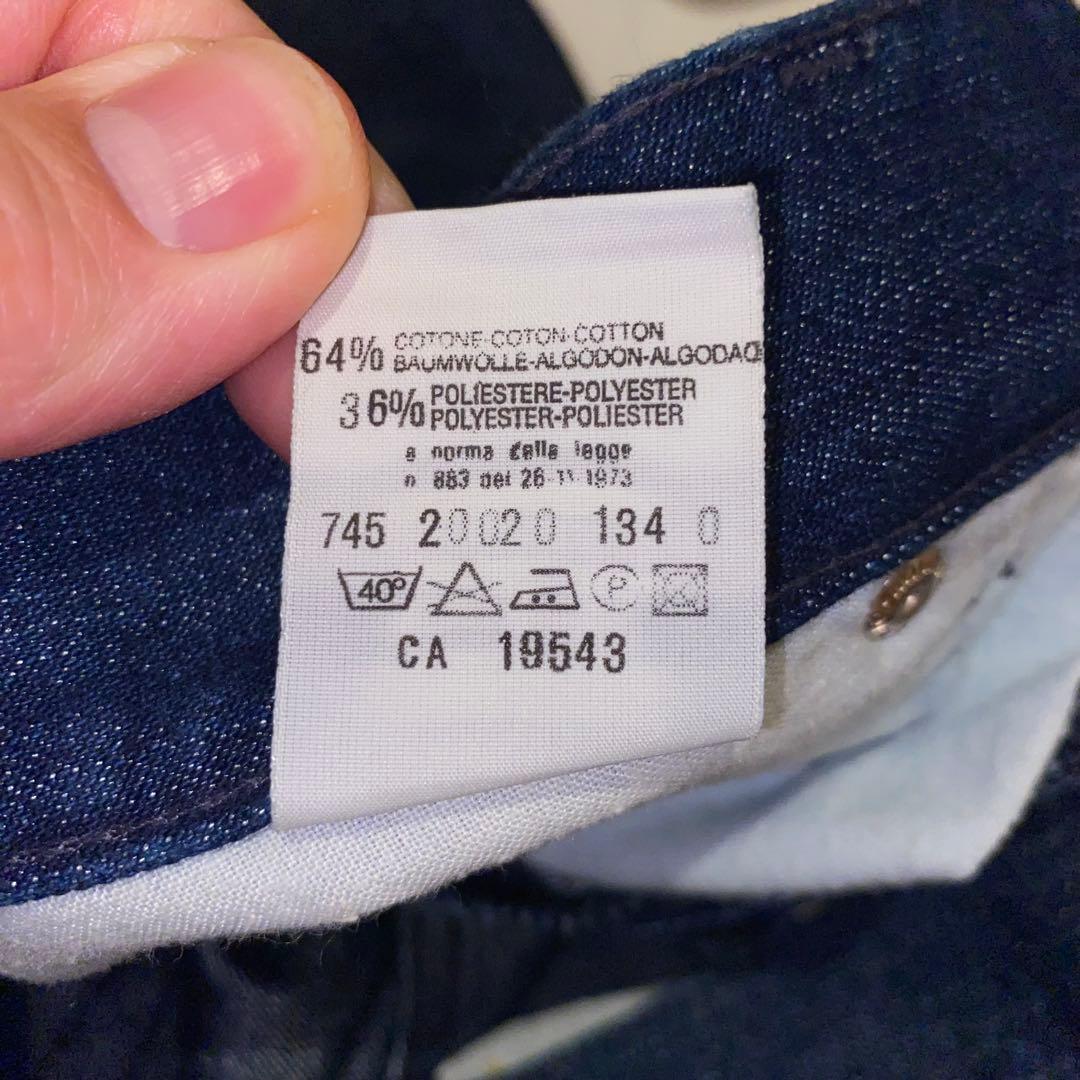 64% COTONE-COTON-COTTON
BAUMWOLLE-ALGODON-ALGODAO
36% POLIESTERE-POLYESTER
POLYESTER-POLIESTER
a norma della legge
n 883 del 26-11-1973
745 20020 134 0
40° P
CA 19543